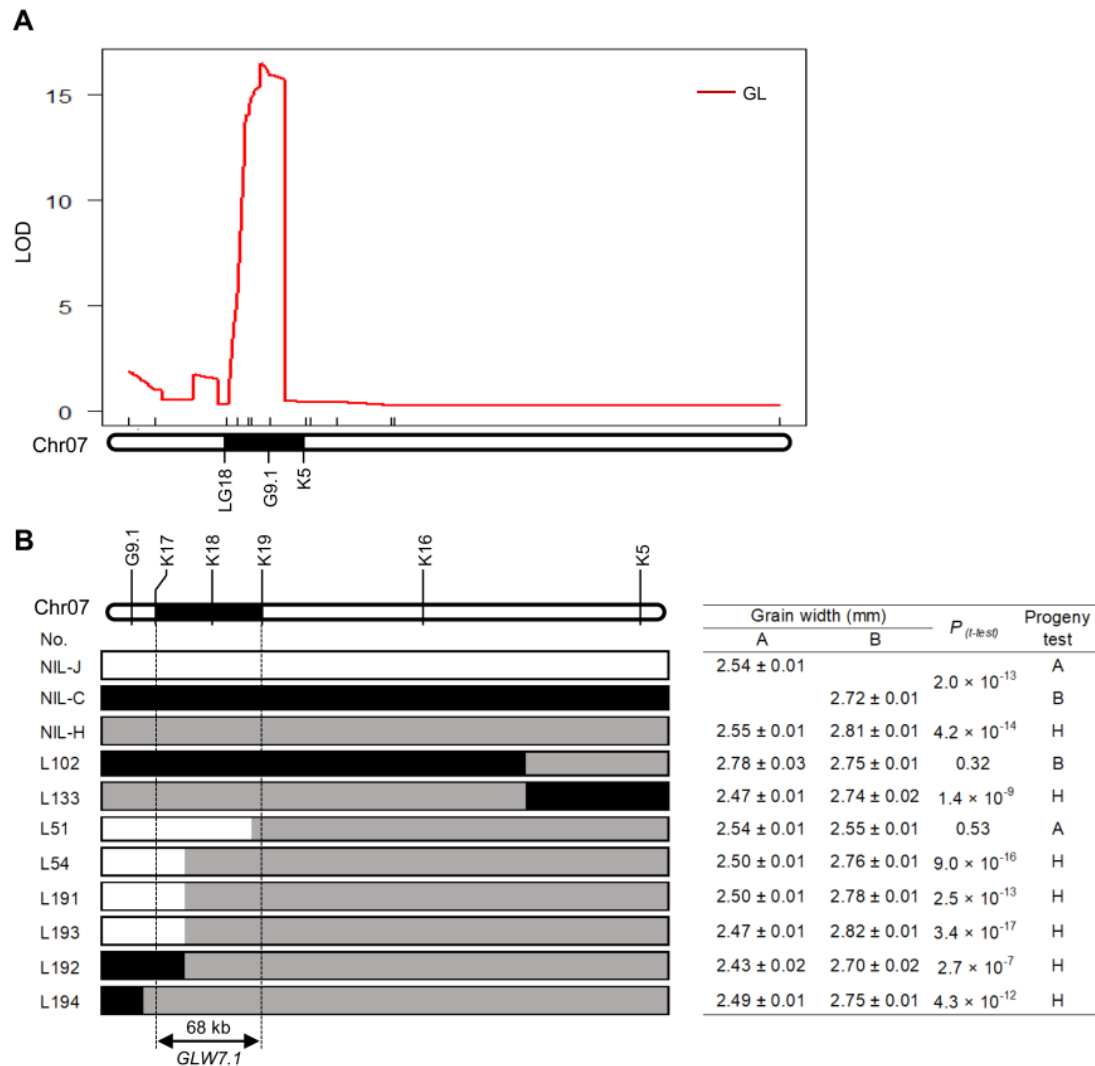 A
15
10
5
0
LOD
GL
Chr07
LG18
G9.1
K5
B
G9.1
K17
K18
K19
K16
K5
Chr07
No.
Grain width (mm)
P (t-test)
Progeny test
A
B
NIL-J 2.54 ± 0.01 A
2.0 × 10⁻¹³
NIL-C 2.72 ± 0.01 B
NIL-H 2.55 ± 0.01 2.81 ± 0.01 4.2 × 10⁻¹⁴ H
L102 2.78 ± 0.03 2.75 ± 0.01 0.32 B
L133 2.47 ± 0.01 2.74 ± 0.02 1.4 × 10⁻⁹ H
L51 2.54 ± 0.01 2.55 ± 0.01 0.53 A
L54 2.50 ± 0.01 2.76 ± 0.01 9.0 × 10⁻¹⁶ H
L191 2.50 ± 0.01 2.78 ± 0.01 2.5 × 10⁻¹³ H
L193 2.47 ± 0.01 2.82 ± 0.01 3.4 × 10⁻¹⁷ H
L192 2.43 ± 0.02 2.70 ± 0.02 2.7 × 10⁻⁷ H
L194 2.49 ± 0.01 2.75 ± 0.01 4.3 × 10⁻¹² H
68 kb
GLW7.1